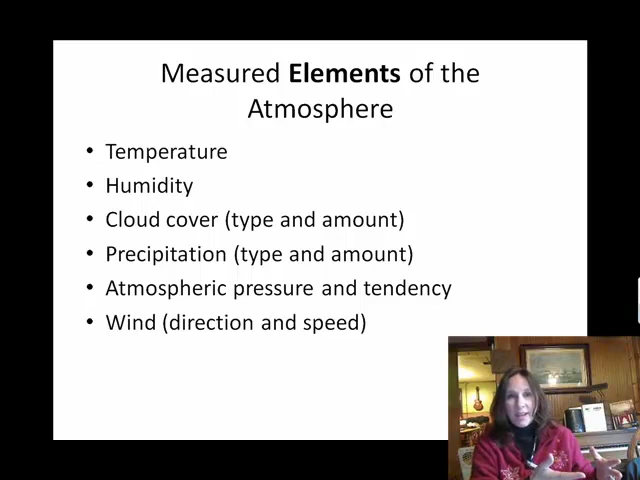 Measured Elements of the
Atmosphere
• Temperature
• Humidity
• Cloud cover (type and amount)
• Precipitation (type and amount)
• Atmospheric pressure and tendency
• Wind (direction and speed)